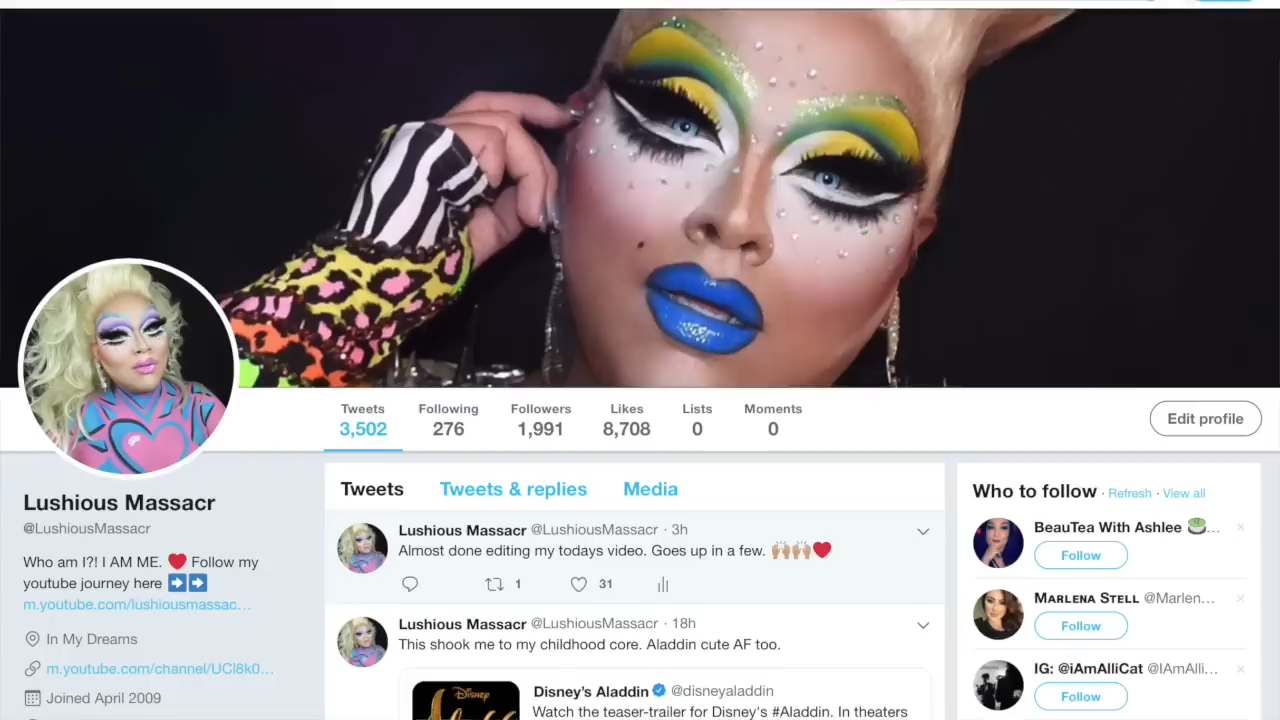 Tweets
3,502
Following
276
Followers
1,991
Likes
8,708
Lists
0
Moments
0
Edit profile
Lushious Massacr
@LushiousMassacr
Who am I?! I AM ME. ❤️ Follow my
youtube journey here ➡️➡️
m.youtube.com/lushiousmassac…
In My Dreams
m.youtube.com/channel/UCl8k0…
Joined April 2009
Tweets Tweets & replies Media
Lushious Massacr @LushiousMassacr · 3h
Almost done editing my todays video. Goes up in a few. 🙌🏼🙌🏼❤️
1 31
Lushious Massacr @LushiousMassacr · 18h
This shook me to my childhood core. Aladdin cute AF too.
Disney
Disney's Aladdin @disneyaladdin
Watch the teaser-trailer for Disney's #Aladdin. In theaters
Who to follow · Refresh · View all
BeauTea With Ashlee 🍵…
Follow
Marlena Stell @Marlen…
Follow
IG: @iAmAlliCat @IAmAlli…
Follow